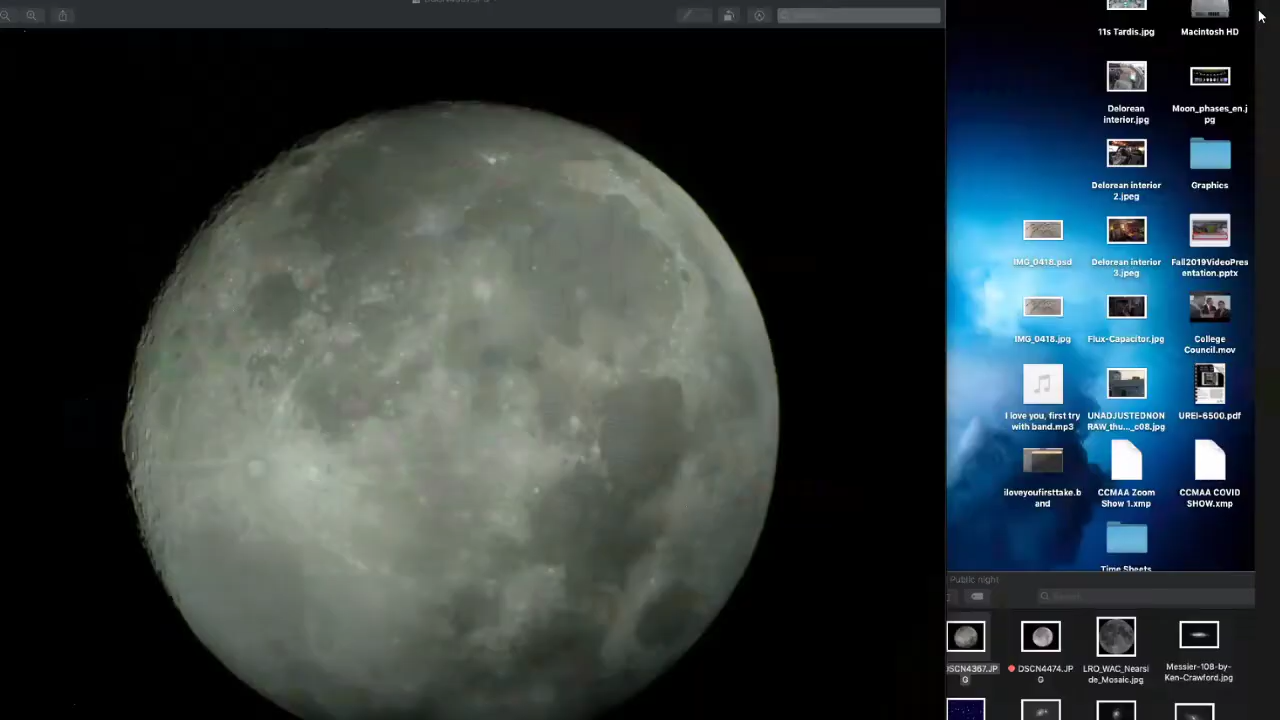 11s Tardis.jpg
Macintosh HD
Delorean
interior.jpg
Moon_phases_en.j
pg
Delorean interior
2.jpeg
Graphics
IMG_0418.psd
Delorean interior
3.jpeg
Fall2019VideoPres
entation.pptx
IMG_0418.jpg
Flux-Capacitor.jpg
College
Council.mov
I love you, first try
with band.mp3
UNADJUSTEDNON
RAW_thu..._c08.jpg
UREI-6500.pdf
iloveyoufirsttake.b
and
CCMAA Zoom
Show 1.xmp
CCMAA COVID
SHOW.xmp
Time Sheets
Public night
Search
DSCN4367.JP
G
DSCN4474.JP
G
LRO_WAC_Nearsi
de_Mosaic.jpg
Messier-108-by-
Ken-Crawford.jpg